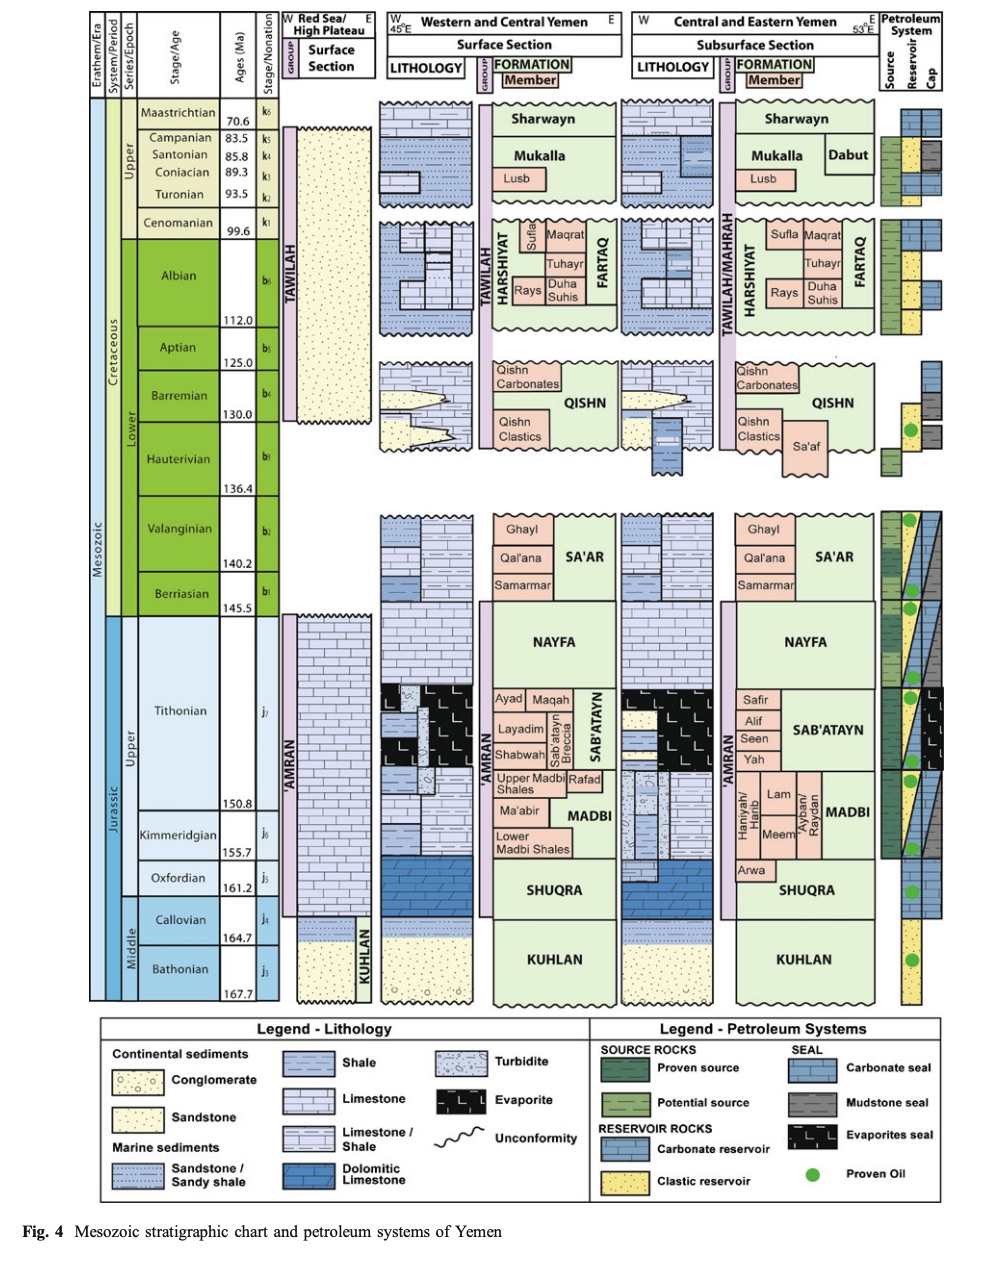 Erathem/Era
System/Period
Series/Epoch
Stage/Age
Ages (Ma)
Stage/Nonation
W Red Sea/ E
High Plateau
GROUP
Surface
Section
W Western and Central Yemen E
45°E
Surface Section
LITHOLOGY
GROUP
FORMATION
Member
W Central and Eastern Yemen E
53°E
Subsurface Section
LITHOLOGY
GROUP
FORMATION
Member
Petroleum
System
Source
Reservoir
Cap
Mesozoic
Cretaceous
Upper
Lower
Jurassic
Upper
Middle
Maastrichtian
70.6
k6
Campanian 83.5 k5
Santonian 85.8 k4
Coniacian 89.3 k3
Turonian 93.5 k2
Cenomanian k1
99.6
Albian b6
112.0
Aptian b5
125.0
Barremian b4
130.0
Hauterivian b3
136.4
Valanginian b2
140.2
Berriasian b1
145.5
Tithonian j7
150.8
Kimmeridgian j6
155.7
Oxfordian j5
161.2
Callovian j4
164.7
Bathonian j3
167.7
TAWILAH
'AMRAN
KUHLAN
TAWILAH
Sharwayn
Mukalla
Lusb
HARSHIYAT
Sufla
Maqrat
Tuhayr
Rays
Duha
Suhis
FARTAQ
Qishn
Carbonates
QISHN
Qishn
Clastics
Ghayl
Qal'ana
Samarmar
SA'AR
'AMRAN
NAYFA
Ayad
Maqah
Layadim
Shabwah
Sab'atayn
Breccia
SAB'ATAYN
Upper Madbi
Shales
Rafad
Ma'abir
MADBI
Lower
Madbi Shales
SHUQRA
KUHLAN
TAWILAH/MAHRAH
Sharwayn
Mukalla
Dabut
Lusb
HARSHIYAT
Sufla
Maqrat
Tuhayr
Rays
Duha
Suhis
FARTAQ
Qishn
Carbonates
QISHN
Qishn
Clastics
Sa'af
Ghayl
Qal'ana
Samarmar
SA'AR
'AMRAN
NAYFA
Safir
Alif
Seen
Yah
SAB'ATAYN
Haniyah/
Harib
Lam
Meem
'Ayban/
Raydan
MADBI
Arwa
SHUQRA
KUHLAN
Legend - Lithology
Continental sediments
Conglomerate
Sandstone
Marine sediments
Sandstone /
Sandy shale
Shale
Limestone
Limestone /
Shale
Dolomitic
Limestone
Turbidite
Evaporite
Unconformity
Legend - Petroleum Systems
SOURCE ROCKS
Proven source
Potential source
RESERVOIR ROCKS
Carbonate reservoir
Clastic reservoir
SEAL
Carbonate seal
Mudstone seal
Evaporites seal
Proven Oil
Fig. 4 Mesozoic stratigraphic chart and petroleum systems of Yemen